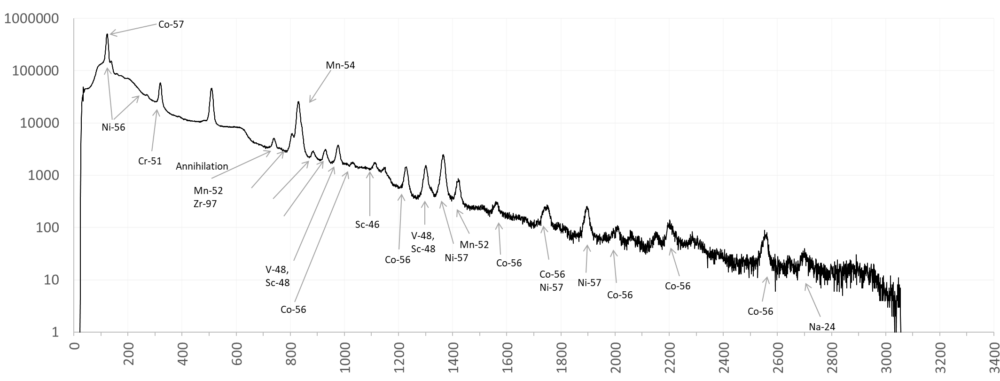 1000000
100000
10000
1000
100
10
1
Co-57
Mn-54
Ni-56
Cr-51
Annihilation
Mn-52
Zr-97
V-48,
Sc-48
Co-56
Sc-46
Co-56
V-48,
Sc-48
Ni-57
Mn-52
Co-56
Co-56
Ni-57
Ni-57
Co-56
Co-56
Co-56
Na-24
0
200
400
600
800
1000
1200
1400
1600
1800
2000
2200
2400
2600
2800
3000
3200
3400